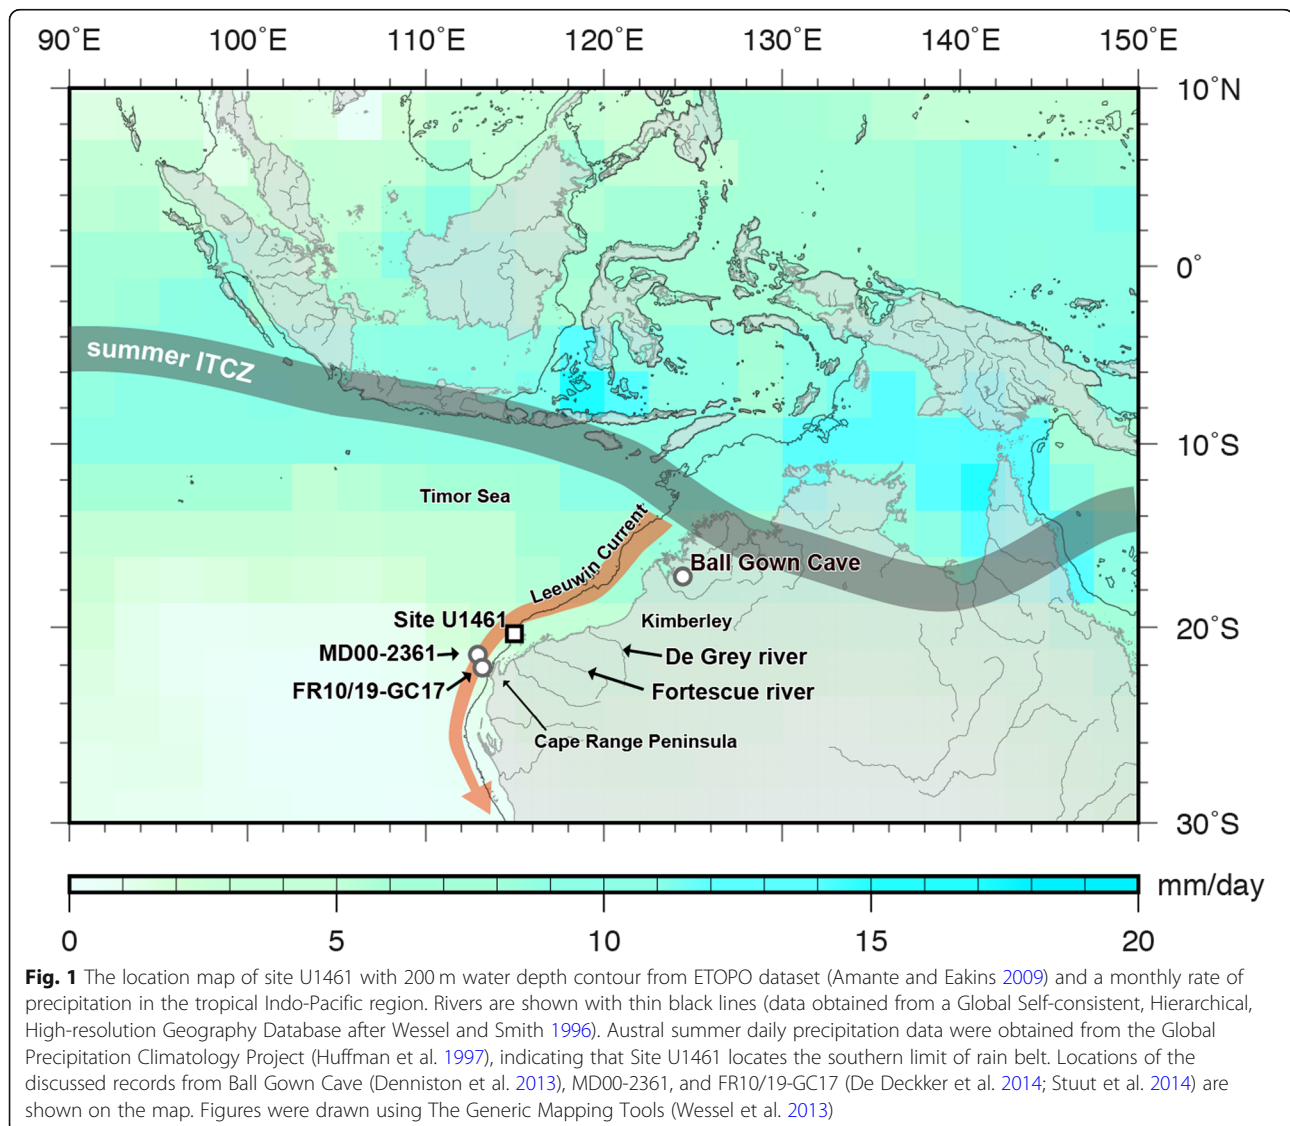 90°E 100°E 110°E 120°E 130°E 140°E 150°E
10°N
0°
summer ITCZ
10°S
Timor Sea
Leeuwin Current
Ball Gown Cave
Site U1461
Kimberley
20°S
MD00-2361
De Grey river
FR10/19-GC17
Fortescue river
Cape Range Peninsula
30°S
mm/day
0 5 10 15 20
Fig. 1 The location map of site U1461 with 200 m water depth contour from ETOPO dataset (Amante and Eakins 2009) and a monthly rate of
precipitation in the tropical Indo-Pacific region. Rivers are shown with thin black lines (data obtained from a Global Self-consistent, Hierarchical,
High-resolution Geography Database after Wessel and Smith 1996). Austral summer daily precipitation data were obtained from the Global
Precipitation Climatology Project (Huffman et al. 1997), indicating that Site U1461 locates the southern limit of rain belt. Locations of the
discussed records from Ball Gown Cave (Denniston et al. 2013), MD00-2361, and FR10/19-GC17 (De Deckker et al. 2014; Stuut et al. 2014) are
shown on the map. Figures were drawn using The Generic Mapping Tools (Wessel et al. 2013)